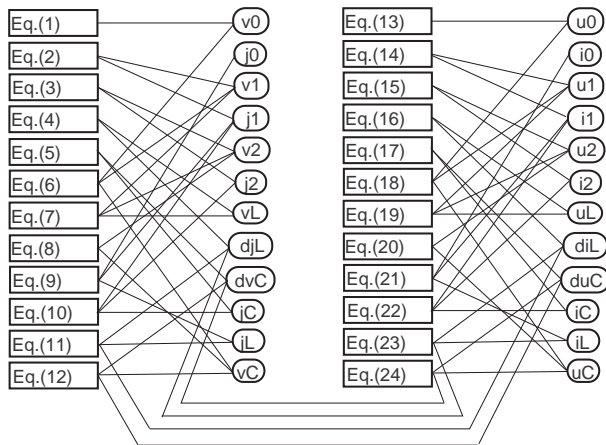 Eq.(1) v0 Eq.(13) u0
Eq.(2) j0 Eq.(14) i0
Eq.(3) v1 Eq.(15) u1
Eq.(4) j1 Eq.(16) i1
Eq.(5) v2 Eq.(17) u2
Eq.(6) j2 Eq.(18) i2
Eq.(7) vL Eq.(19) uL
Eq.(8) djL Eq.(20) diL
Eq.(9) dvC Eq.(21) duC
Eq.(10) jC Eq.(22) iC
Eq.(11) jL Eq.(23) iL
Eq.(12) vC Eq.(24) uC